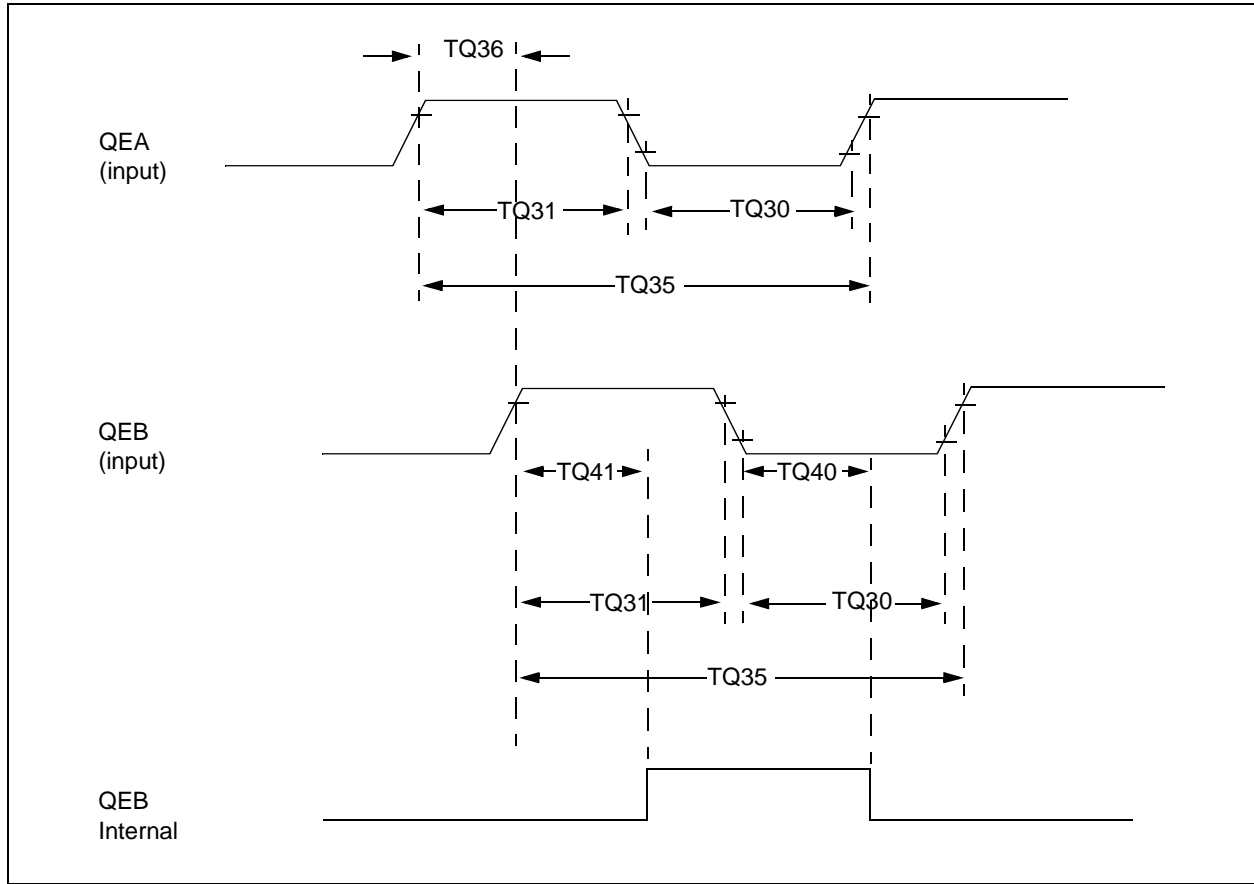 TQ36
QEA
(input)
TQ31
TQ30
TQ35
QEB
(input)
TQ41
TQ40
TQ31
TQ30
TQ35
QEB
Internal